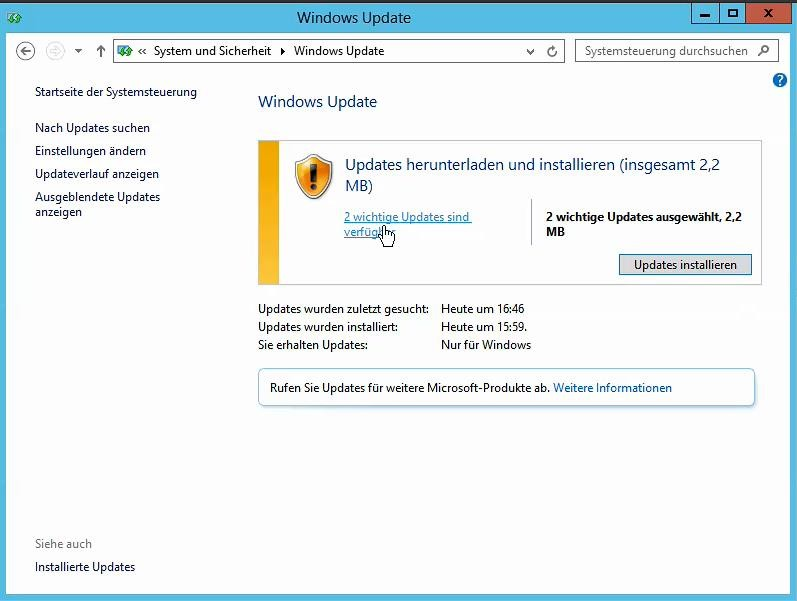 Windows Update
« System und Sicherheit Windows Update
Systemsteuerung durchsuchen
?
Startseite der Systemsteuerung
Nach Updates suchen
Einstellungen ändern
Updateverlauf anzeigen
Ausgeblendete Updates
anzeigen
Windows Update
Updates herunterladen und installieren (insgesamt 2,2
MB)
2 wichtige Updates sind
2 wichtige Updates ausgewählt, 2,2
MB
Updates installieren
Updates wurden zuletzt gesucht: Heute um 16:46
Updates wurden installiert: Heute um 15:59.
Sie erhalten Updates: Nur für Windows
Rufen Sie Updates für weitere Microsoft-Produkte ab. Weitere Informationen
Siehe auch
Installierte Updates